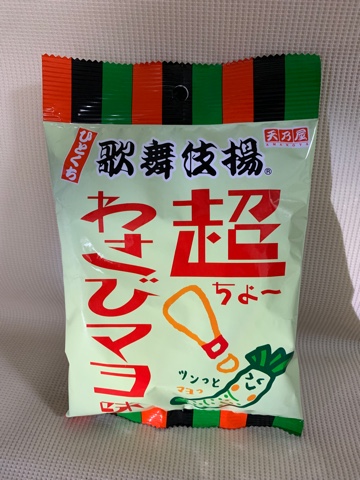 ひとくち
歌舞伎揚®
天乃屋
超
ちょ〜
わさびマヨ味
ツンっと
マヨっ